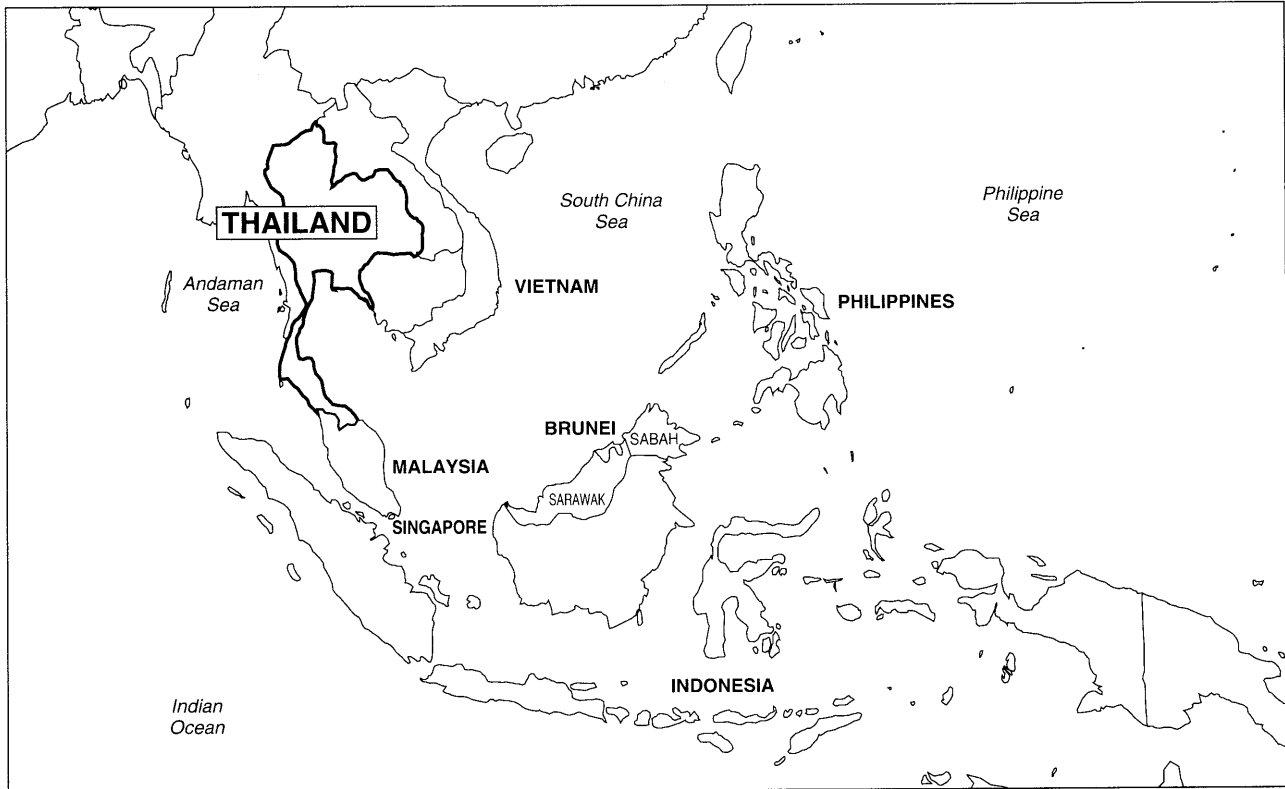 South China
Sea
Philippine
Sea
THAILAND
Andaman
Sea
VIETNAM
PHILIPPINES
BRUNEI
SABAH
MALAYSIA
SARAWAK
SINGAPORE
INDONESIA
Indian
Ocean